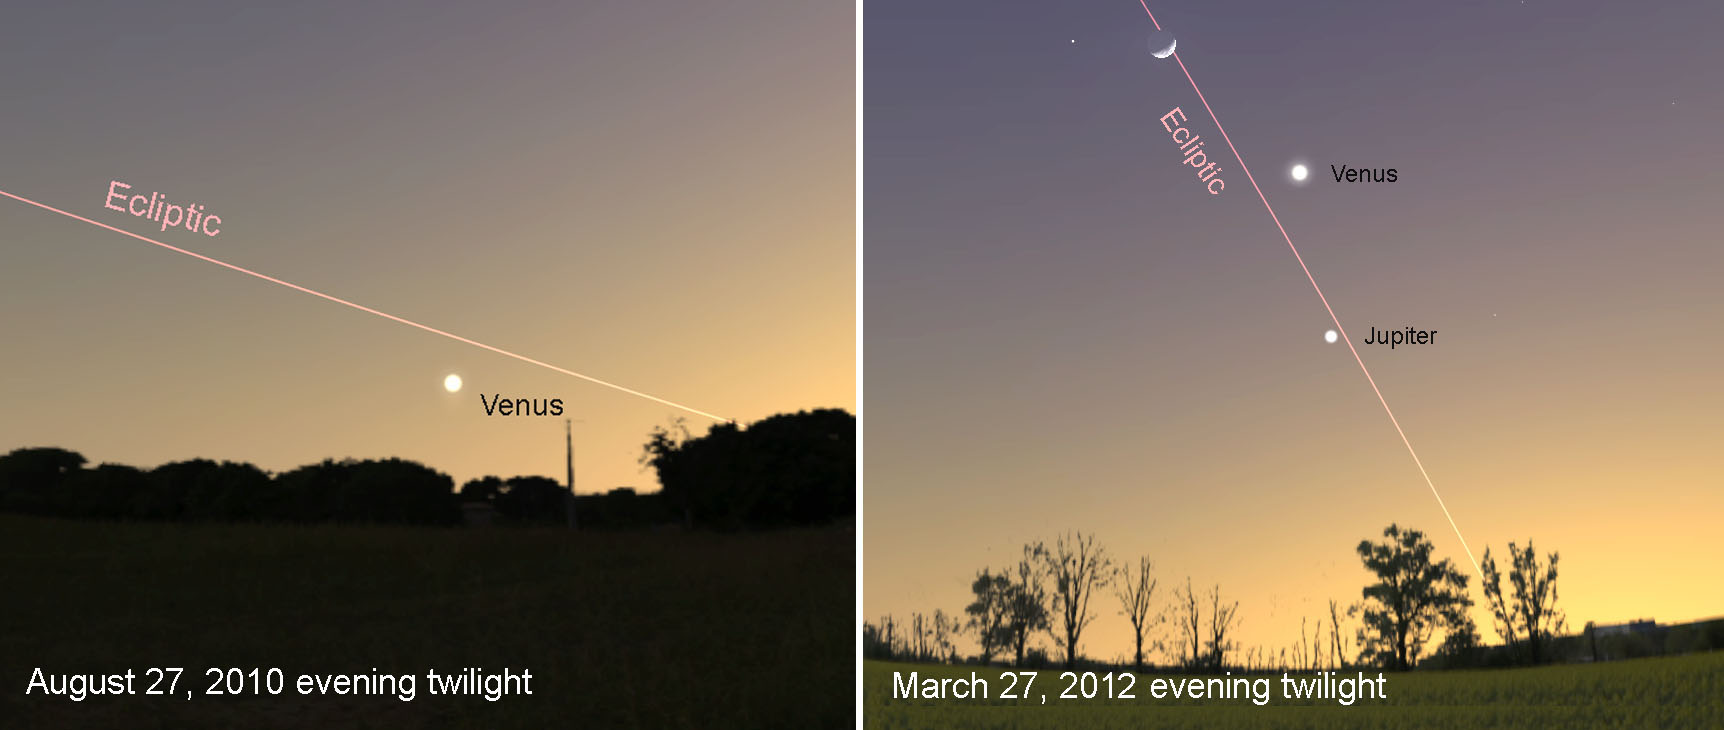 Ecliptic
Venus
August 27, 2010 evening twilight
Ecliptic
Venus
Jupiter
March 27, 2012 evening twilight